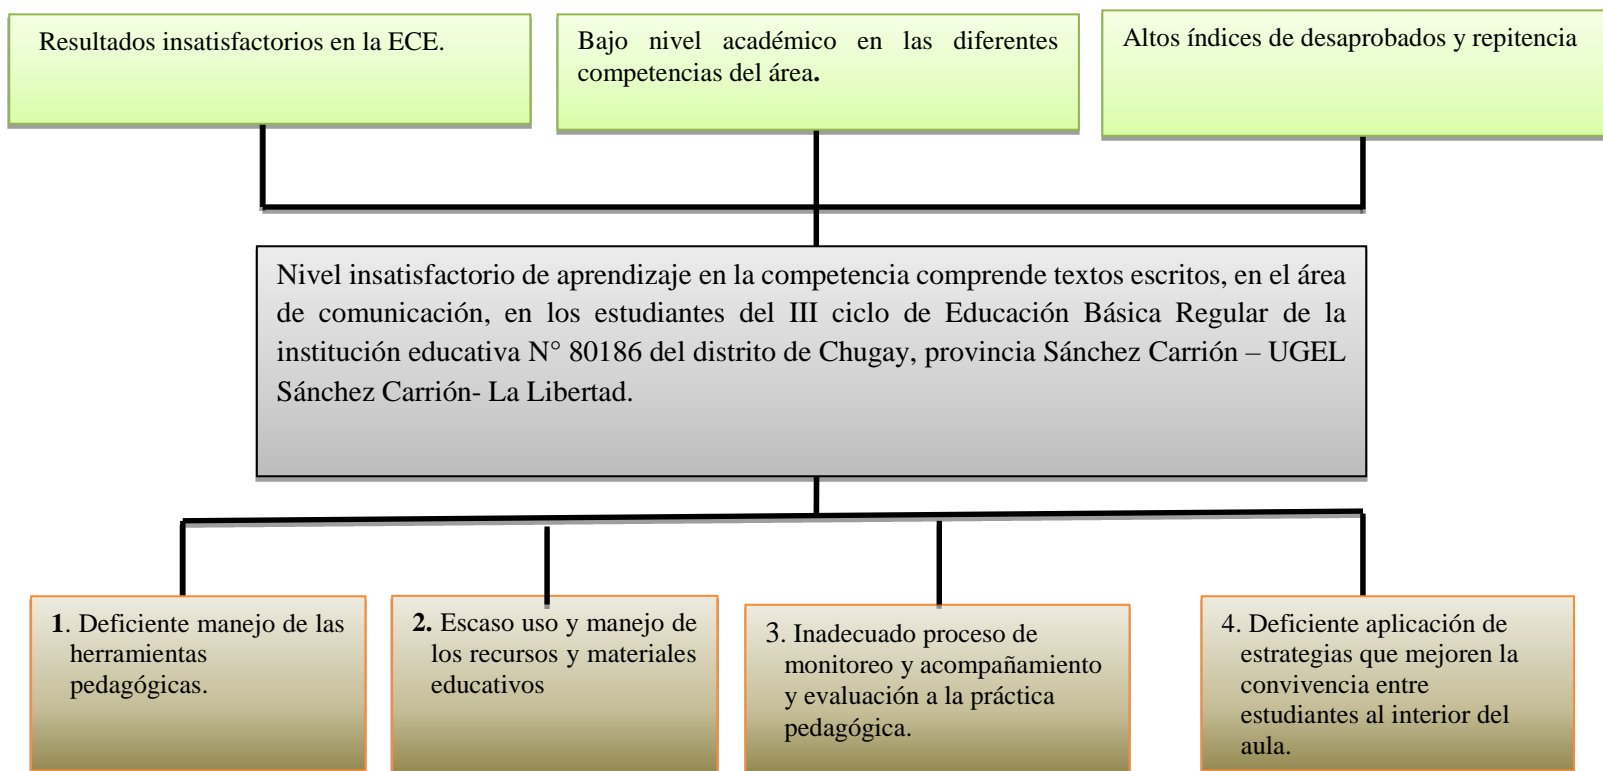 Resultados insatisfactorios en la ECE.
Bajo nivel académico en las diferentes
competencias del área.
Altos índices de desaprobados y repitencia
Nivel insatisfactorio de aprendizaje en la competencia comprende textos escritos, en el área
de comunicación, en los estudiantes del III ciclo de Educación Básica Regular de la
institución educativa N° 80186 del distrito de Chugay, provincia Sánchez Carrión – UGEL
Sánchez Carrión- La Libertad.
1. Deficiente manejo de las
herramientas
pedagógicas.
2. Escaso uso y manejo de
los recursos y materiales
educativos
3. Inadecuado proceso de
monitoreo y acompañamiento
y evaluación a la práctica
pedagógica.
4. Deficiente aplicación de
estrategias que mejoren la
convivencia entre
estudiantes al interior del
aula.